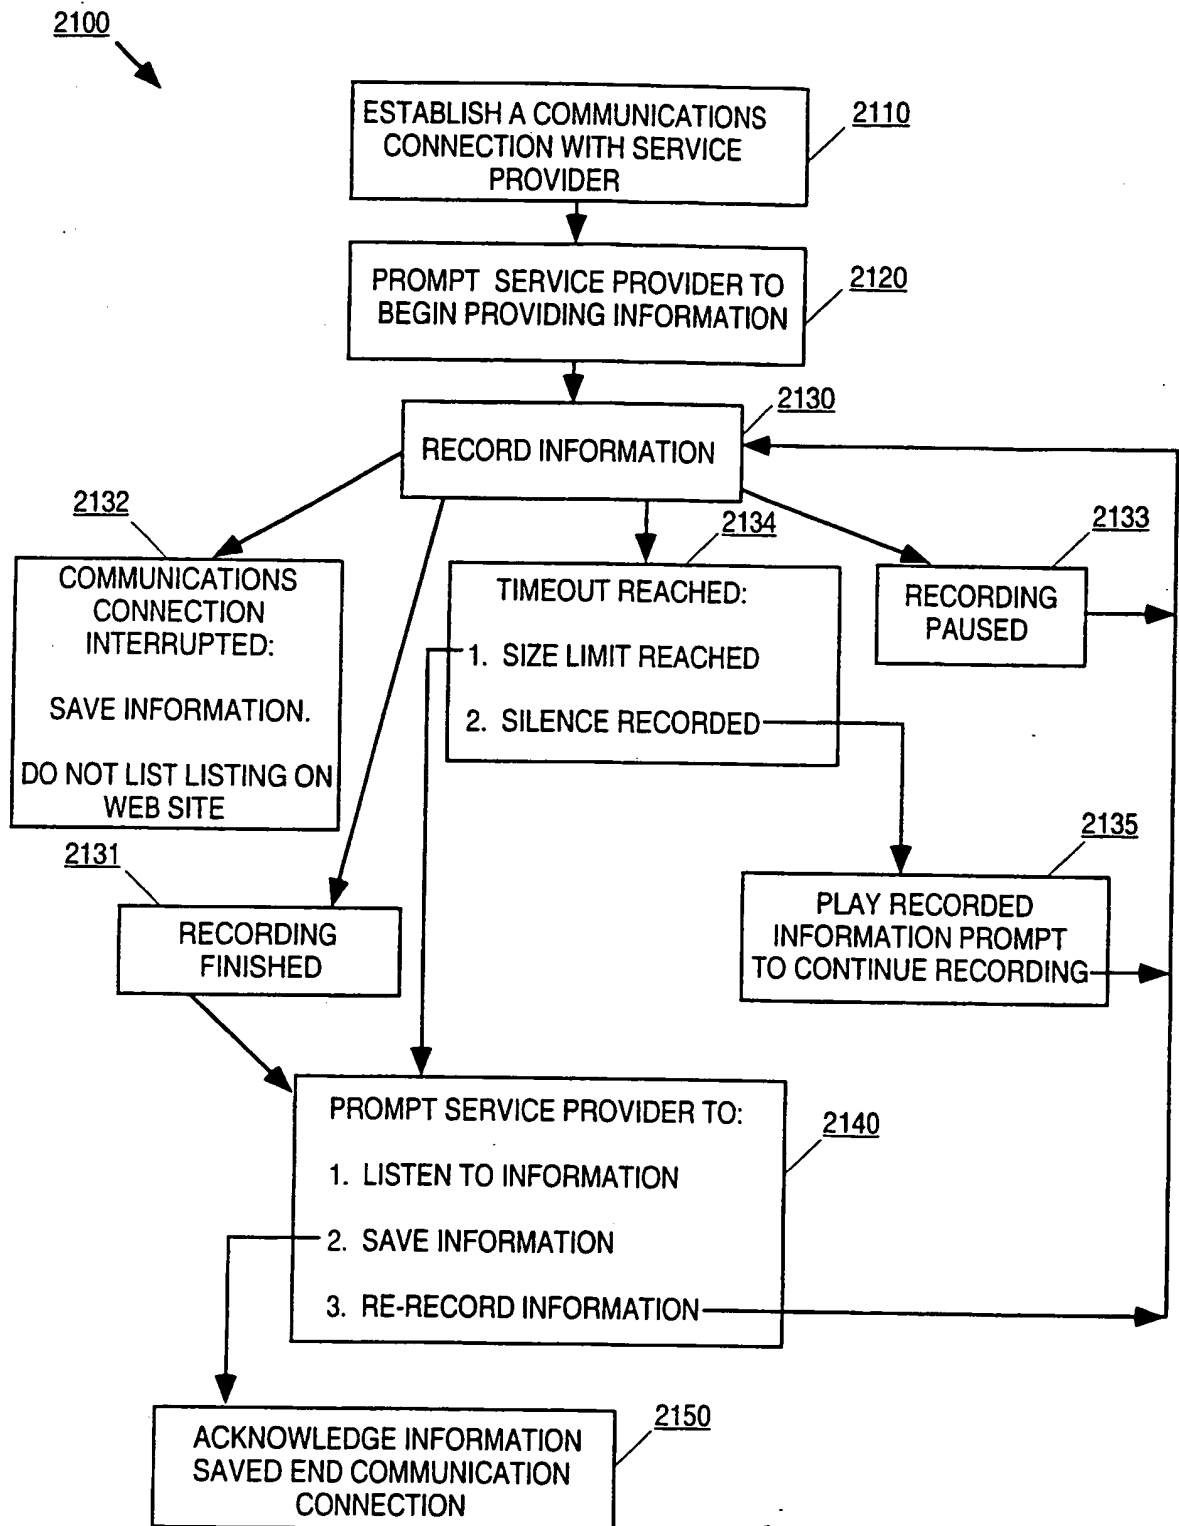 2100
ESTABLISH A COMMUNICATIONS
CONNECTION WITH SERVICE
PROVIDER
2110
PROMPT SERVICE PROVIDER TO
BEGIN PROVIDING INFORMATION
2120
RECORD INFORMATION
2130
2132
COMMUNICATIONS
CONNECTION
INTERRUPTED:
SAVE INFORMATION.
DO NOT LIST LISTING ON
WEB SITE
2134
TIMEOUT REACHED:
1. SIZE LIMIT REACHED
2. SILENCE RECORDED
2133
RECORDING
PAUSED
2131
RECORDING
FINISHED
2135
PLAY RECORDED
INFORMATION PROMPT
TO CONTINUE RECORDING
PROMPT SERVICE PROVIDER TO:
1. LISTEN TO INFORMATION
2. SAVE INFORMATION
3. RE-RECORD INFORMATION
2140
ACKNOWLEDGE INFORMATION
SAVED END COMMUNICATION
CONNECTION
2150